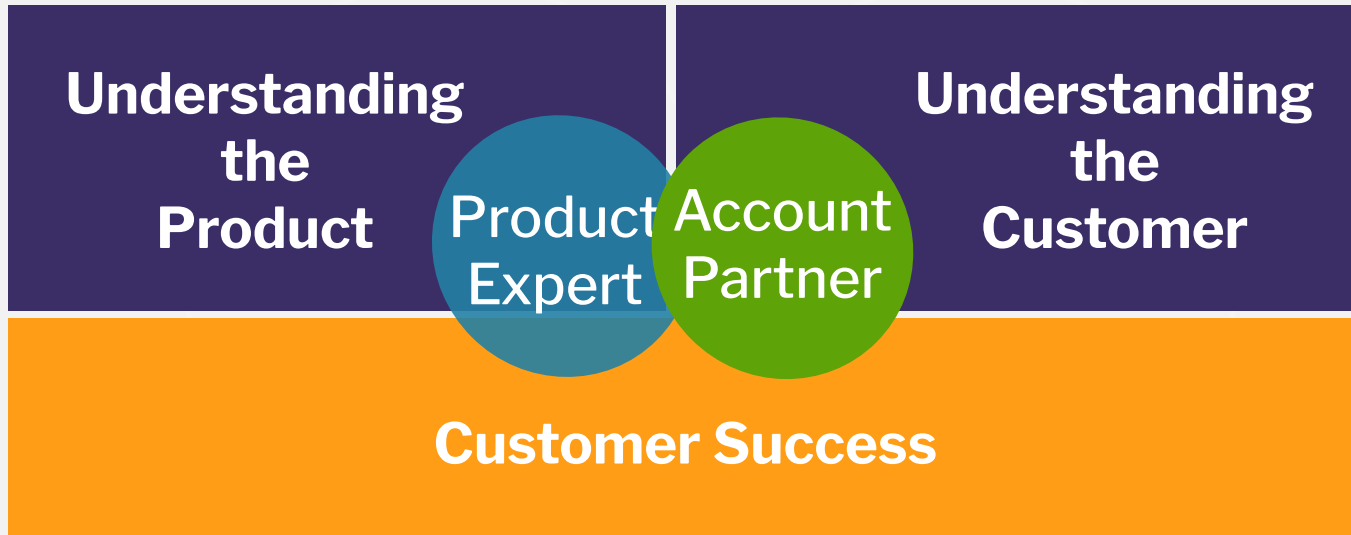 Understanding
the
Product
Product
Expert
Account
Partner
Understanding
the
Customer
Customer Success